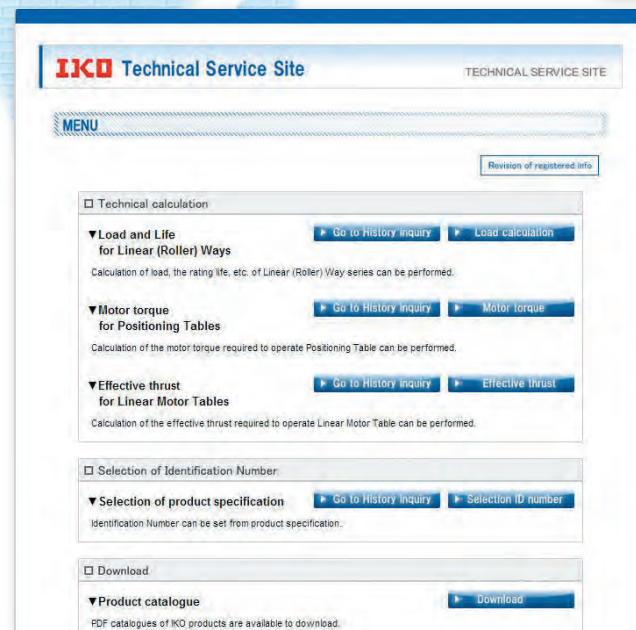 IKO Technical Service Site
TECHNICAL SERVICE SITE
MENU
Revision of registered info
Technical calculation
▼Load and Life
for Linear (Roller) Ways
Go to History inquiry
Load calculation
Calculation of load, the rating life, etc. of Linear (Roller) Way series can be performed.
▼Motor torque
for Positioning Tables
Go to History inquiry
Motor torque
Calculation of the motor torque required to operate Positioning Table can be performed.
▼Effective thrust
for Linear Motor Tables
Go to History inquiry
Effective thrust
Calculation of the effective thrust required to operate Linear Motor Table can be performed.
Selection of Identification Number
▼Selection of product specification
Go to History inquiry
Selection ID number
Identification Number can be set from product specification.
Download
▼Product catalogue
Download
PDF catalogues of IKO products are available to download.